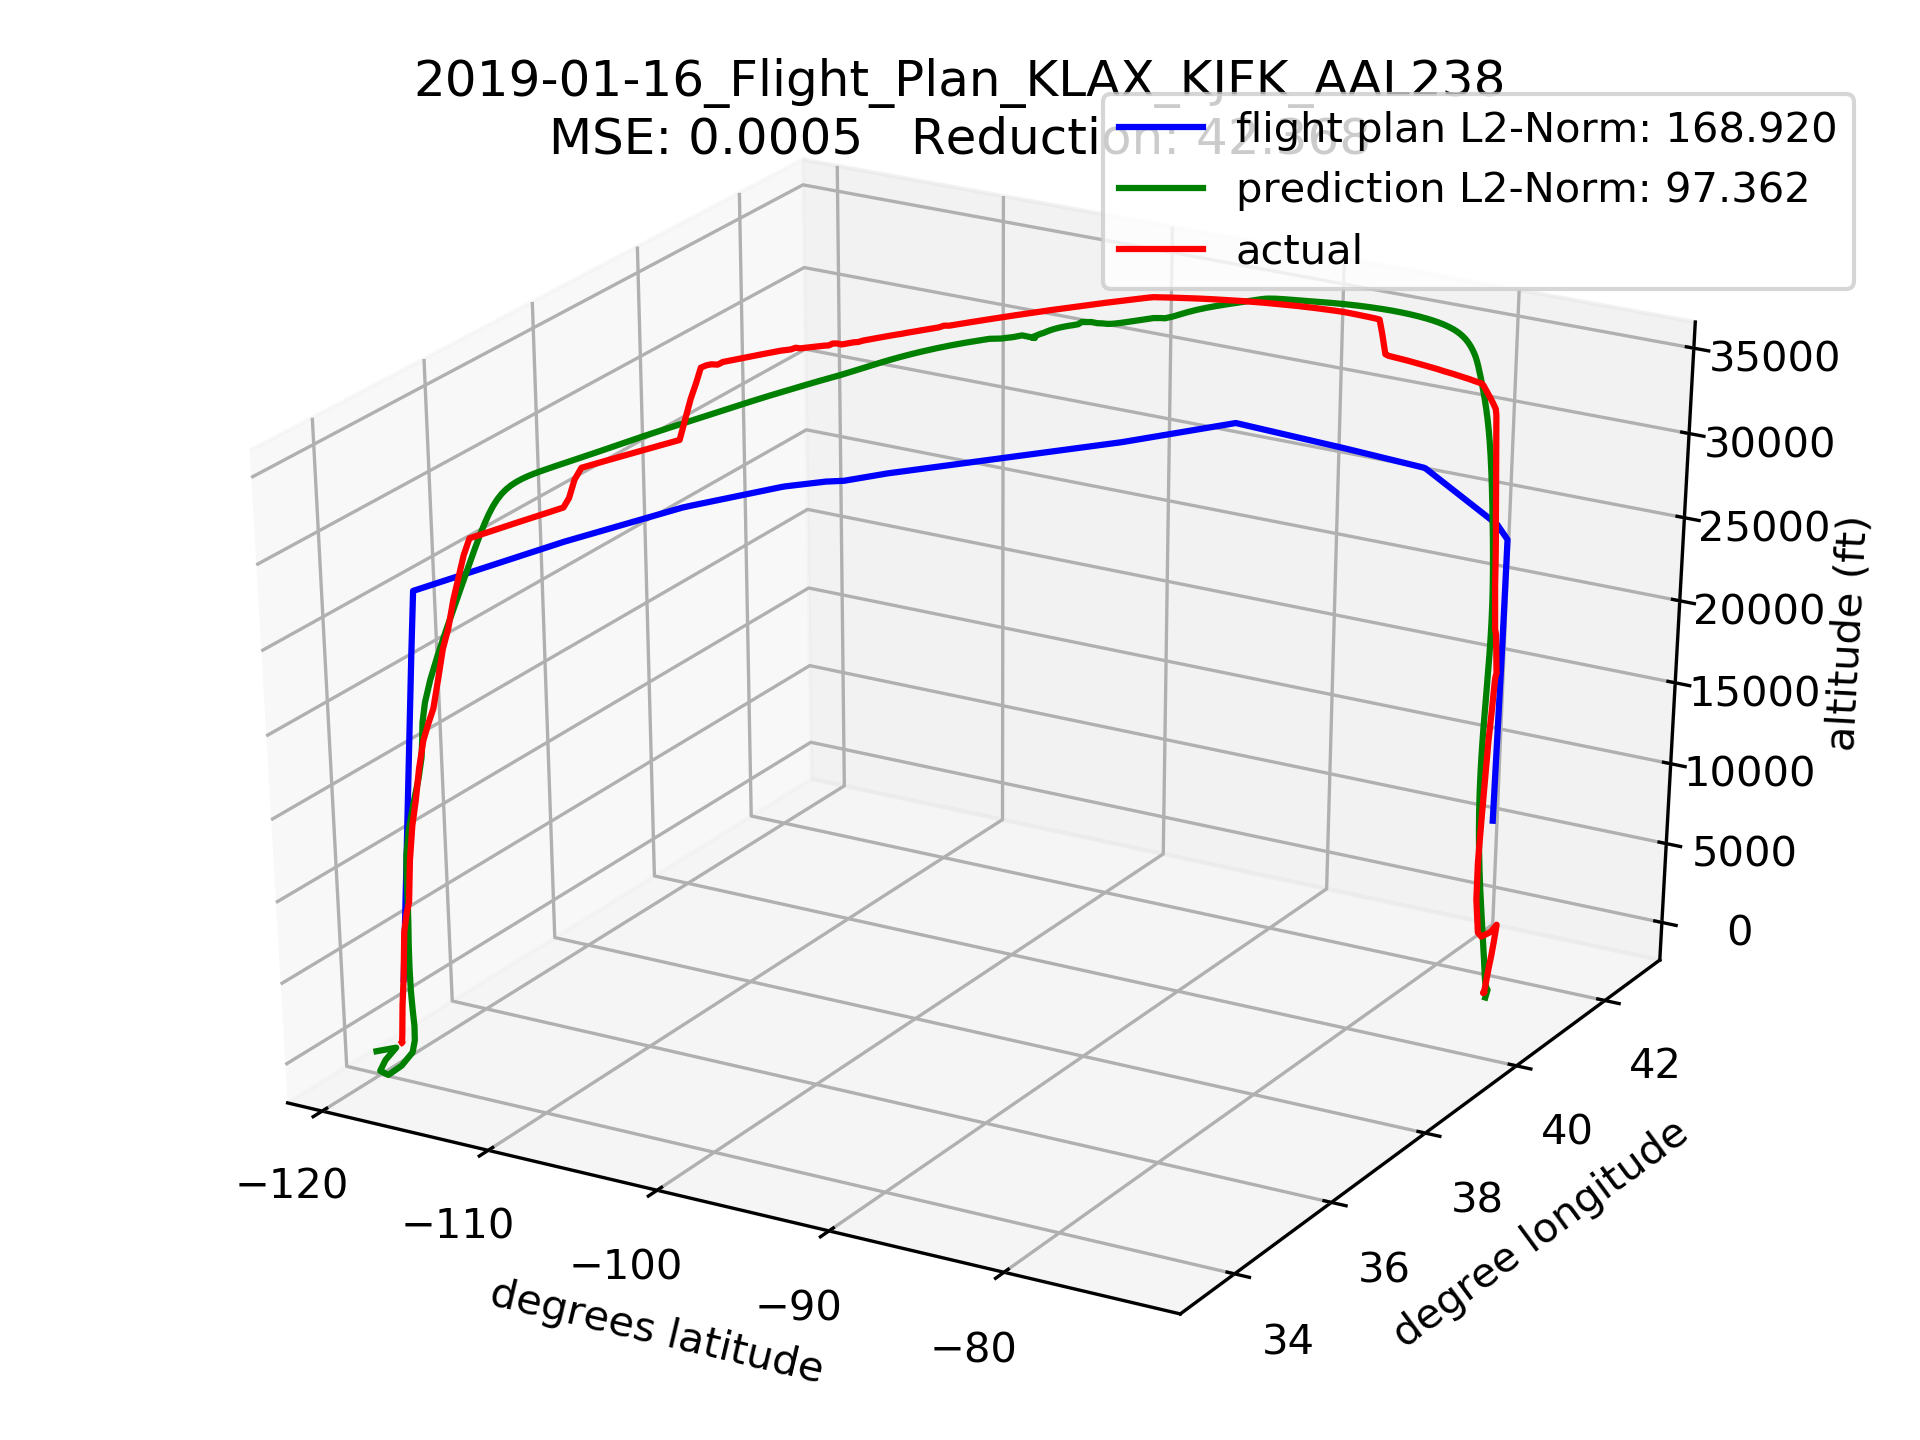 2019-01-16_Flight_Plan_KLAX_KJFK_AAL238
MSE: 0.0005   Reduction: 42.368
flight plan L2-Norm: 168.920
prediction L2-Norm: 97.362
actual
35000
30000
25000
20000
15000
10000
5000
0
altitude (ft)
42
40
38
36
34
degree longitude
−120
−110
−100
−90
−80
degrees latitude